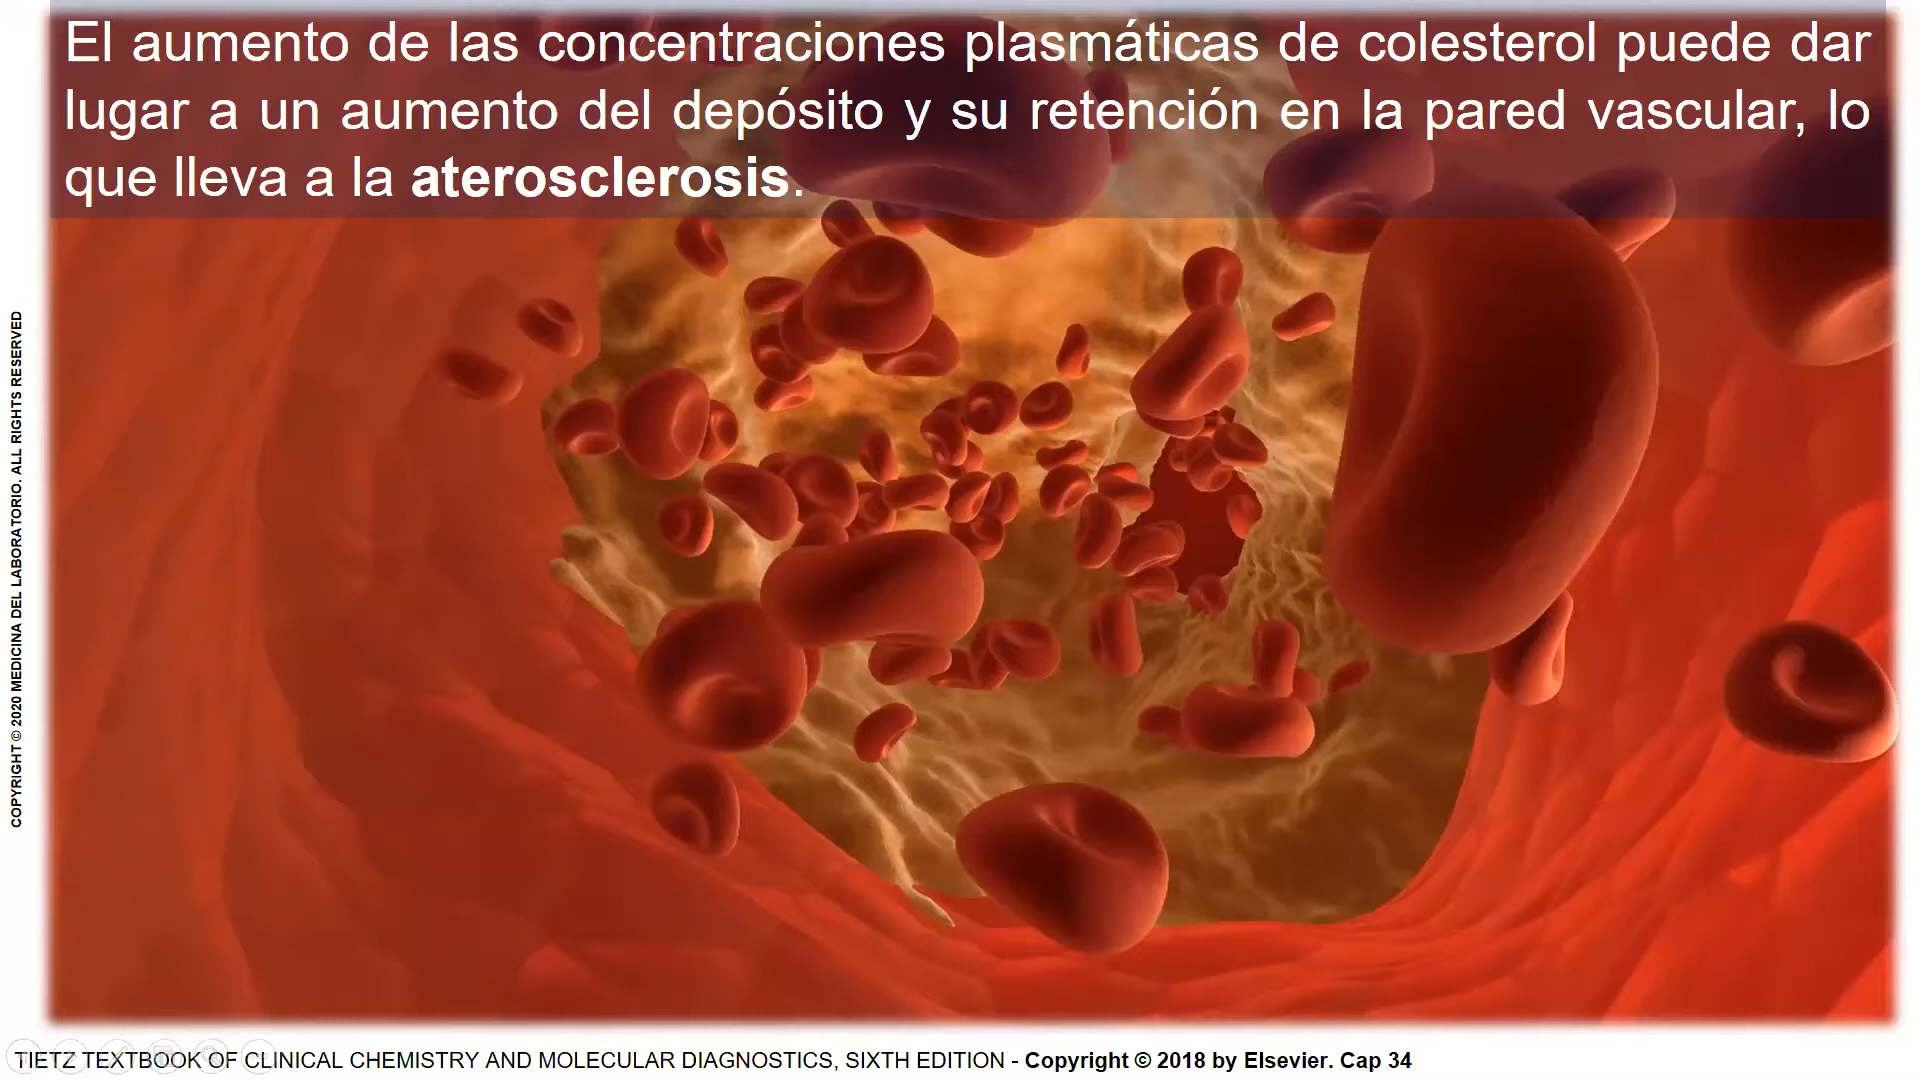 El aumento de las concentraciones plasmáticas de colesterol puede dar
lugar a un aumento del depósito y su retención en la pared vascular, lo
que lleva a la aterosclerosis.
COPYRIGHT © 2020 MEDICINA DEL LABORATORIO. ALL RIGHTS RESERVED
TIETZ TEXTBOOK OF CLINICAL CHEMISTRY AND MOLECULAR DIAGNOSTICS, SIXTH EDITION - Copyright © 2018 by Elsevier. Cap 34